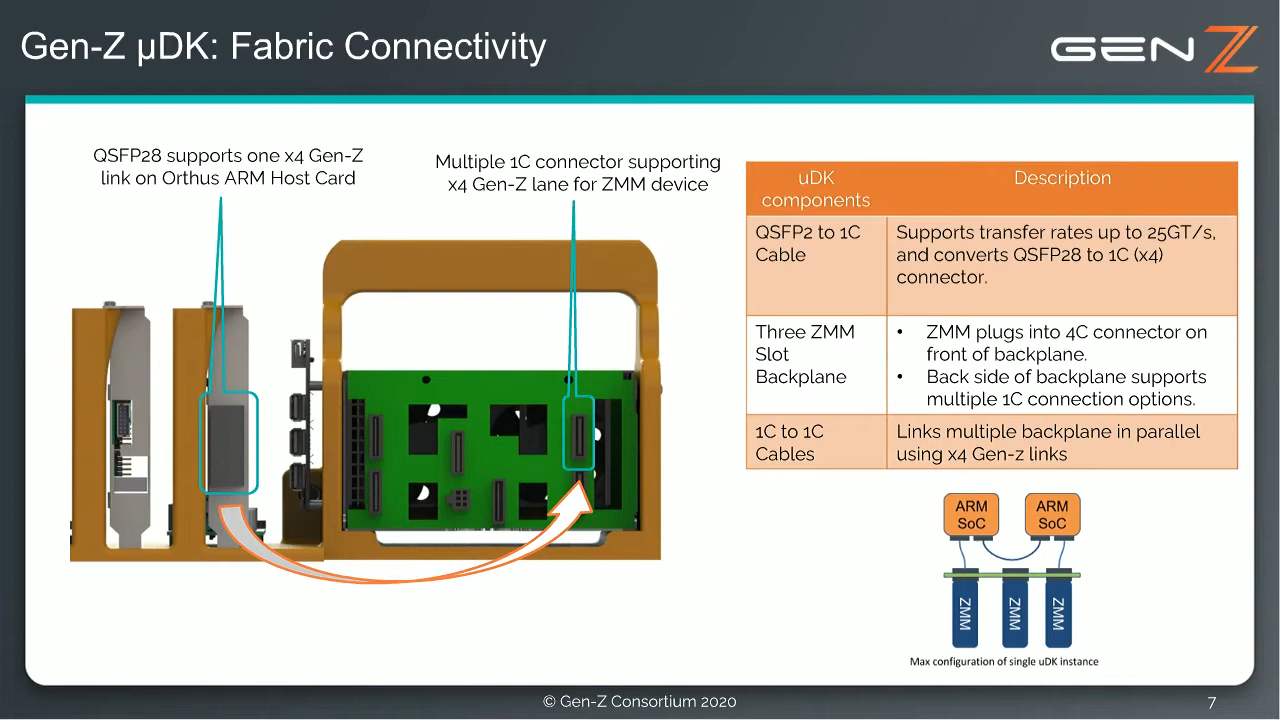 Gen-Z µDK: Fabric Connectivity
GEN Z
QSFP28 supports one x4 Gen-Z
link on Orthus ARM Host Card
Multiple 1C connector supporting
x4 Gen-Z lane for ZMM device
uDK
components
Description
QSFP2 to 1C
Cable
Supports transfer rates up to 25GT/s,
and converts QSFP28 to 1C (x4)
connector.
Three ZMM
Slot
Backplane
• ZMM plugs into 4C connector on
front of backplane.
• Back side of backplane supports
multiple 1C connection options.
1C to 1C
Cables
Links multiple backplane in parallel
using x4 Gen-z links
ARM
SoC
ARM
SoC
ZMM
ZMM
ZMM
Max configuration of single uDK instance
© Gen-Z Consortium 2020
7